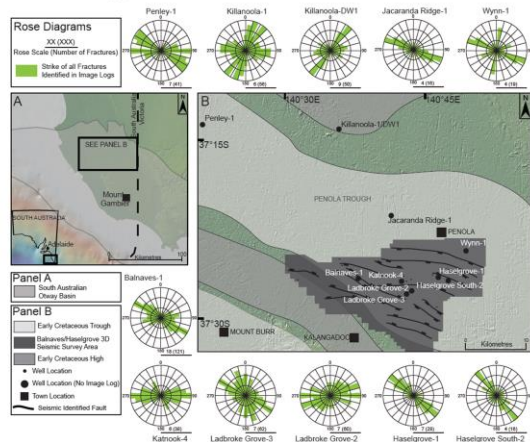 Rose Diagrams
XX (XXX)
Rose Scale (Number of Fractures)
Strike of all Fractures
Identified in Image Logs
Penley-1
Killanoola-1
Killanoola-DW1
Jacaranda Ridge-1
Wynn-1
A
SEE PANEL B
South Australia
Victoria
Mount
Gambier
SOUTH AUSTRALIA
Adelaide
Kilometres
100
N
B
140°30E
140°45E
37°15S
37°30S
Penley-1
Killanoola-1/DW1
PENOLA TROUGH
Jacaranda Ridge-1
PENOLA
Wynn-1
Balnaves-1
Katnook-4
Haselgrove-1
Haselgrove South-2
Ladbroke Grove-2
Ladbroke Grove-3
MOUNT BURR
KALANGADOO
Kilometres
10
N
Panel A
South Australian
Otway Basin
Panel B
Early Cretaceous Trough
Balnaves/Haselgrove 3D
Seismic Survey Area
Early Cretaceous High
Well Location
Well Location (No Image Log)
Town Location
Seismic Identified Fault
Balnaves-1
Katnook-4
Ladbroke Grove-3
Ladbroke Grove-2
Haselgrove-1
Haselgrove South-2